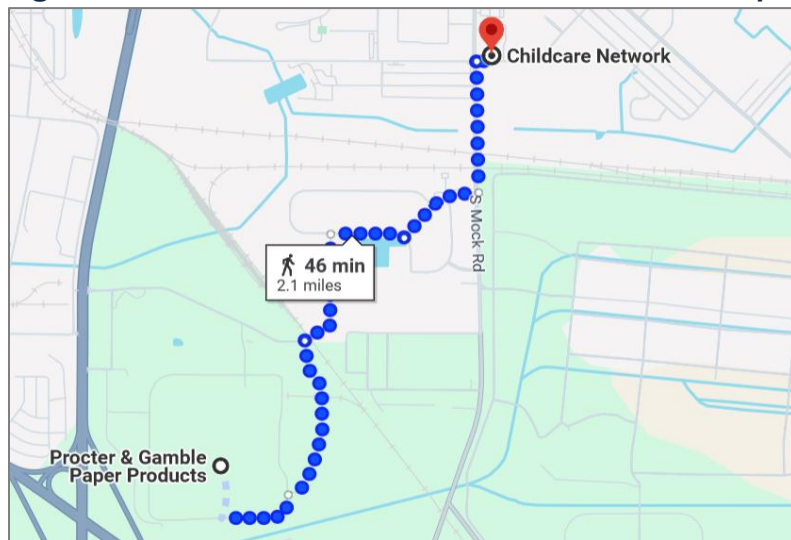 Childcare Network
S Mock Rd
46 min
2.1 miles
Procter & Gamble
Paper Products